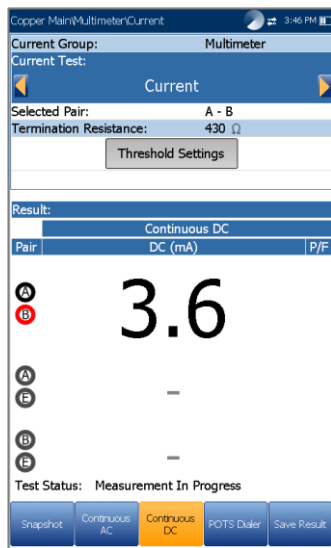 Copper Main\Multimeter\Current 3:46 PM
Current Group: Multimeter
Current Test:
Current
Selected Pair: A - B
Termination Resistance: 430 Ω
Threshold Settings
Result:
Continuous DC
Pair DC (mA) P/F
A
B
3.6
A
E
–
B
E
–
Test Status: Measurement In Progress
Snapshot Continuous AC Continuous DC POTS Dialer Save Result